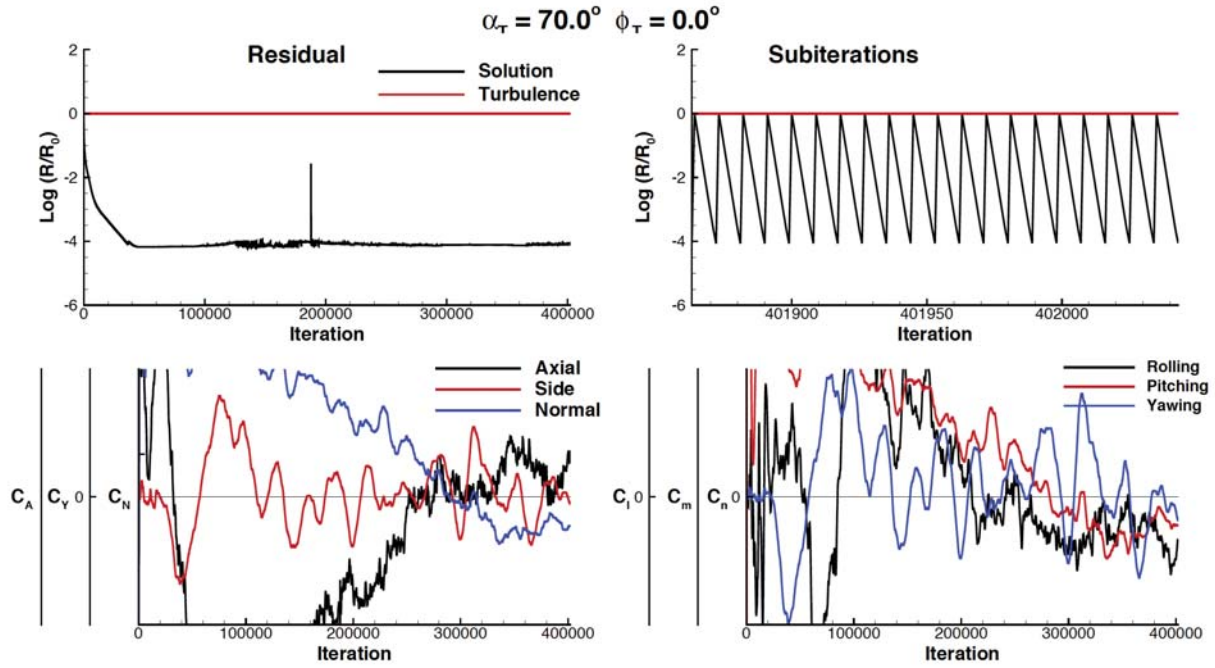 α_T = 70.0° ϕ_T = 0.0°
Residual
Solution
Turbulence
Log (R/R₀)
2
0
-2
-4
-6
0 100000 200000 300000 400000
Iteration
Subiterations
Log (R/R₀)
2
0
-2
-4
-6
401900 401950 402000
Iteration
Axial
Side
Normal
C_A C_Y 0 C_N
0 100000 200000 300000 400000
Iteration
Rolling
Pitching
Yawing
C_l 0 C_m C_n 0
0 100000 200000 300000 400000
Iteration